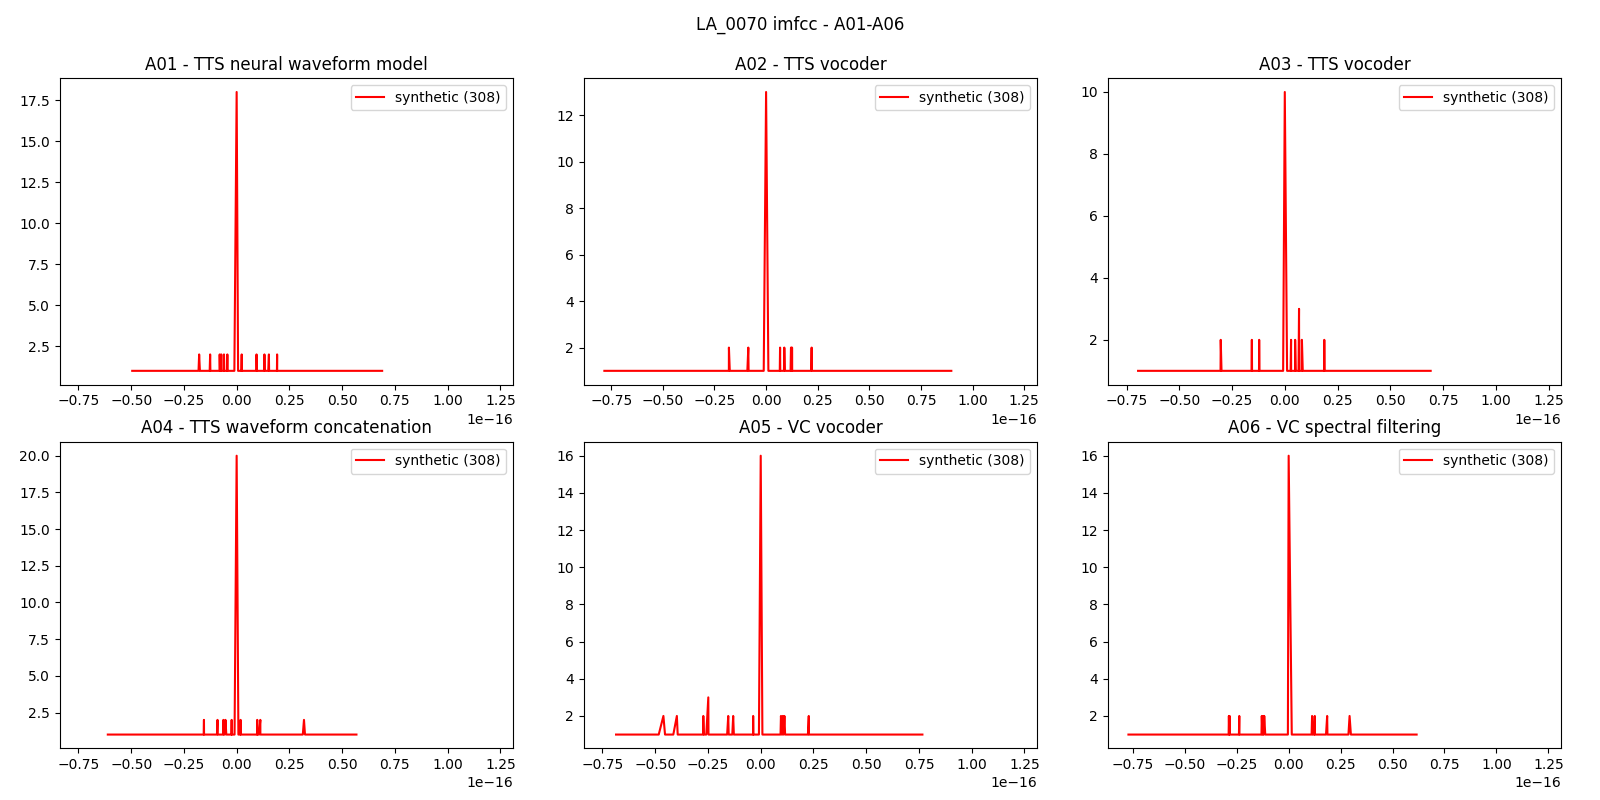 LA_0070 imfcc - A01-A06
A01 - TTS neural waveform model
synthetic (308)
17.5
15.0
12.5
10.0
7.5
5.0
2.5
−0.75 −0.50 −0.25 0.00 0.25 0.50 0.75 1.00 1.25
1e−16
A02 - TTS vocoder
synthetic (308)
12
10
8
6
4
2
−0.75 −0.50 −0.25 0.00 0.25 0.50 0.75 1.00 1.25
1e−16
A03 - TTS vocoder
synthetic (308)
10
8
6
4
2
−0.75 −0.50 −0.25 0.00 0.25 0.50 0.75 1.00 1.25
1e−16
A04 - TTS waveform concatenation
synthetic (308)
20.0
17.5
15.0
12.5
10.0
7.5
5.0
2.5
−0.75 −0.50 −0.25 0.00 0.25 0.50 0.75 1.00 1.25
1e−16
A05 - VC vocoder
synthetic (308)
16
14
12
10
8
6
4
2
−0.75 −0.50 −0.25 0.00 0.25 0.50 0.75 1.00 1.25
1e−16
A06 - VC spectral filtering
synthetic (308)
16
14
12
10
8
6
4
2
−0.75 −0.50 −0.25 0.00 0.25 0.50 0.75 1.00 1.25
1e−16